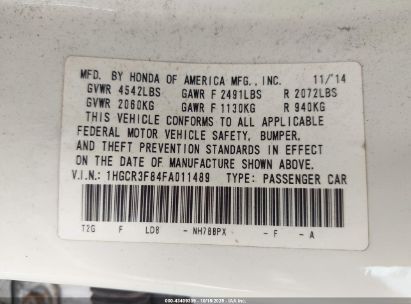 MFD. BY HONDA OF AMERICA MFG., INC. 11/'14
GVWR 4542LBS GAWR F 2491LBS R 2072LBS
GVWR 2060KG GAWR F 1130KG R 940KG
THIS VEHICLE CONFORMS TO ALL APPLICABLE
FEDERAL MOTOR VEHICLE SAFETY, BUMPER,
AND THEFT PREVENTION STANDARDS IN EFFECT
ON THE DATE OF MANUFACTURE SHOWN ABOVE.
V.I.N.: 1HGCR3F84FA011489 TYPE: PASSENGER CAR
T2G F LD8 - NH788PX - F - A